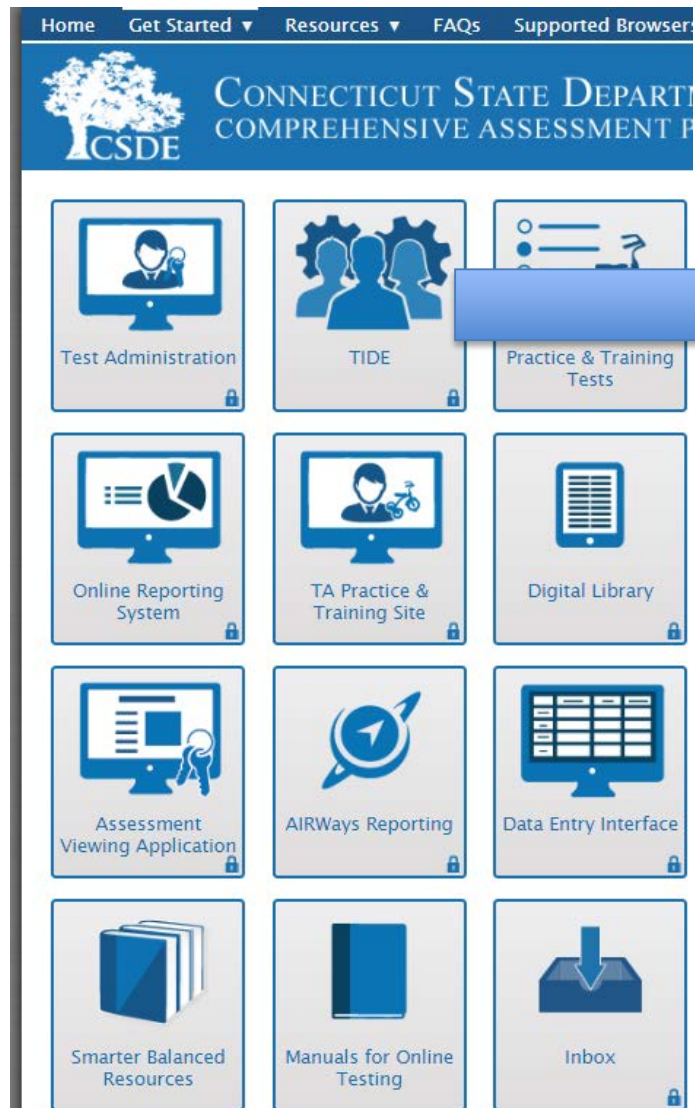 Home Get Started ▼ Resources ▼ FAQs Supported Browsers
CONNECTICUT STATE
COMPREHENSIVE ASSESSMENT
CSDE
Test Administration
TIDE
Practice & Training
Tests
Online Reporting
System
TA Practice &
Training Site
Digital Library
Assessment
Viewing Application
AIRWays Reporting
Data Entry Interface
Smarter Balanced
Resources
Manuals for Online
Testing
Inbox